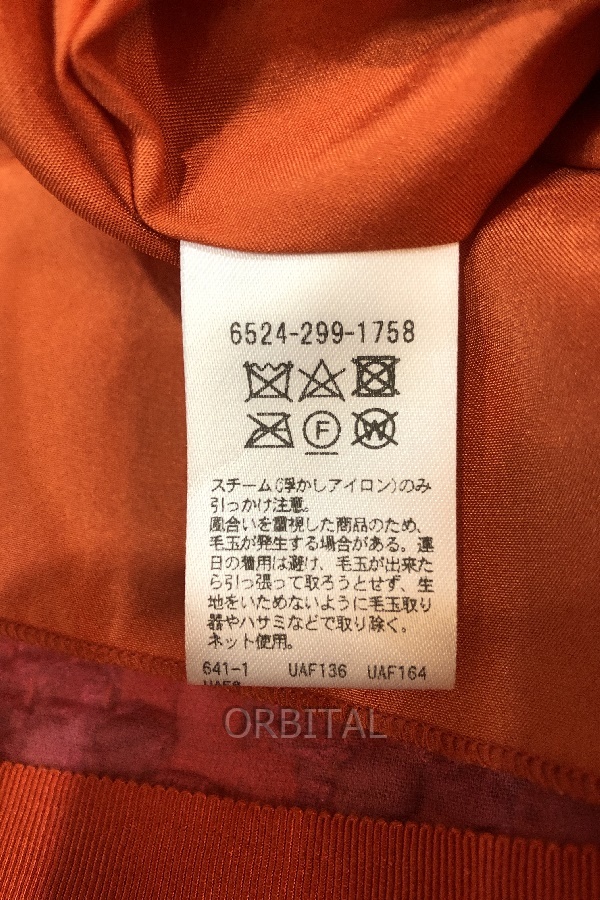 6524-299-1758
F
W
スチーム(浮かしアイロン)のみ
引っかけ注意。
風合いを重視した商品のため、
毛玉が発生する場合がある。連
日の着用は避け、毛玉が出来た
ら引っ張って取ろうとせず、生
地をいためないように毛玉取り
器やハサミなどで取り除く。
ネット使用。
641-1 UAF136 UAF164
ORBITAL